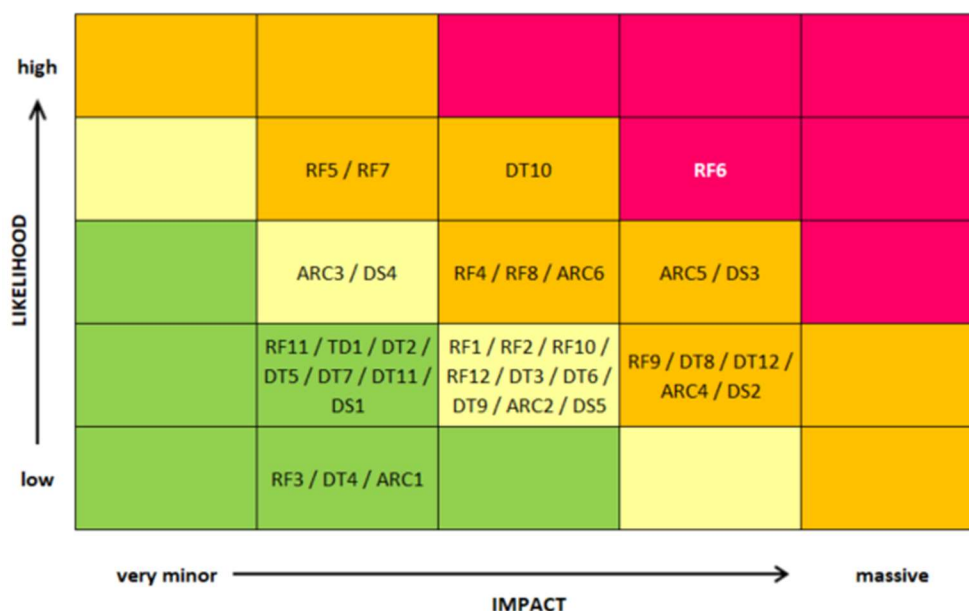 high
RF5 / RF7
DT10
RF6
LIKELIHOOD
ARC3 / DS4
RF4 / RF8 / ARC6
ARC5 / DS3
RF11 / TD1 / DT2 /
DT5 / DT7 / DT11 /
DS1
RF1 / RF2 / RF10 /
RF12 / DT3 / DT6 /
DT9 / ARC2 / DS5
RF9 / DT8 / DT12 /
ARC4 / DS2
low
RF3 / DT4 / ARC1
very minor
massive
IMPACT